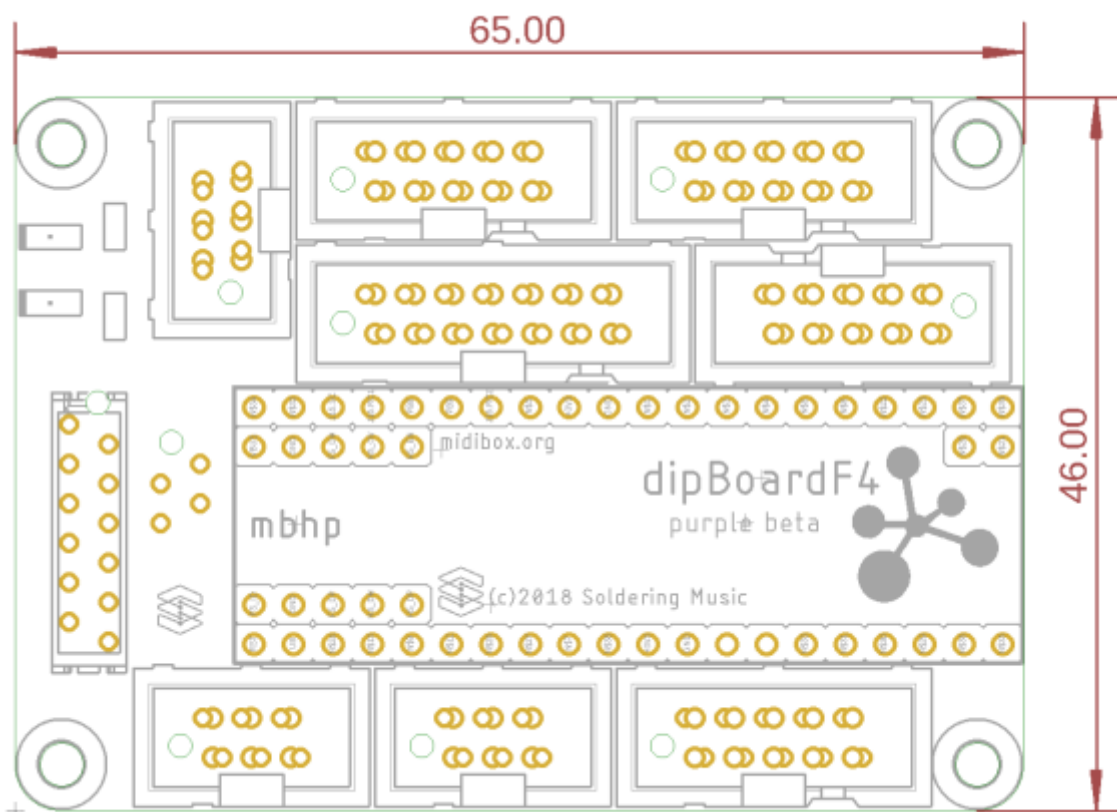 65.00
46.00
midibox.org
dipBoardF4
mbhp
purple beta
(c)2018 Soldering Music